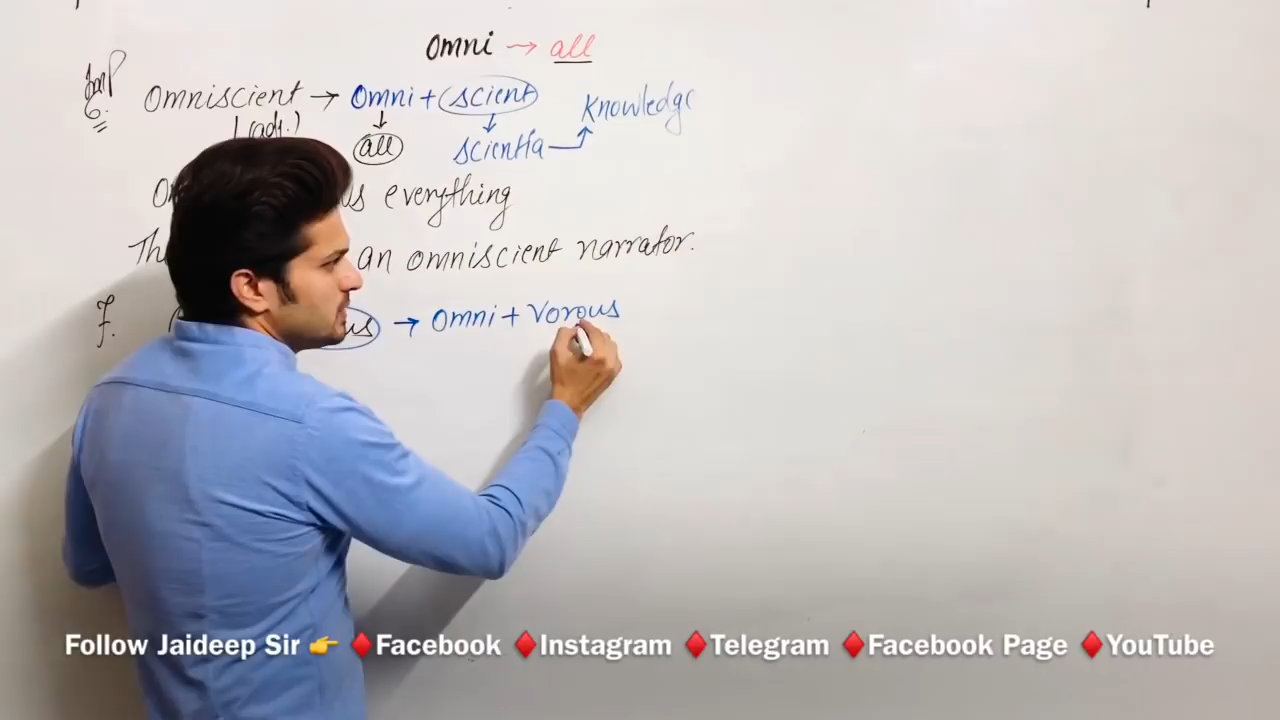 Omni → all
Imp
6. Omniscient → Omni + scient
(adj.) all scientia Knowledge
everything
an omniscient narrator.
7. → Omni + Vorous
Follow Jaideep Sir 👉 ♦Facebook ♦Instagram ♦Telegram ♦Facebook Page ♦YouTube